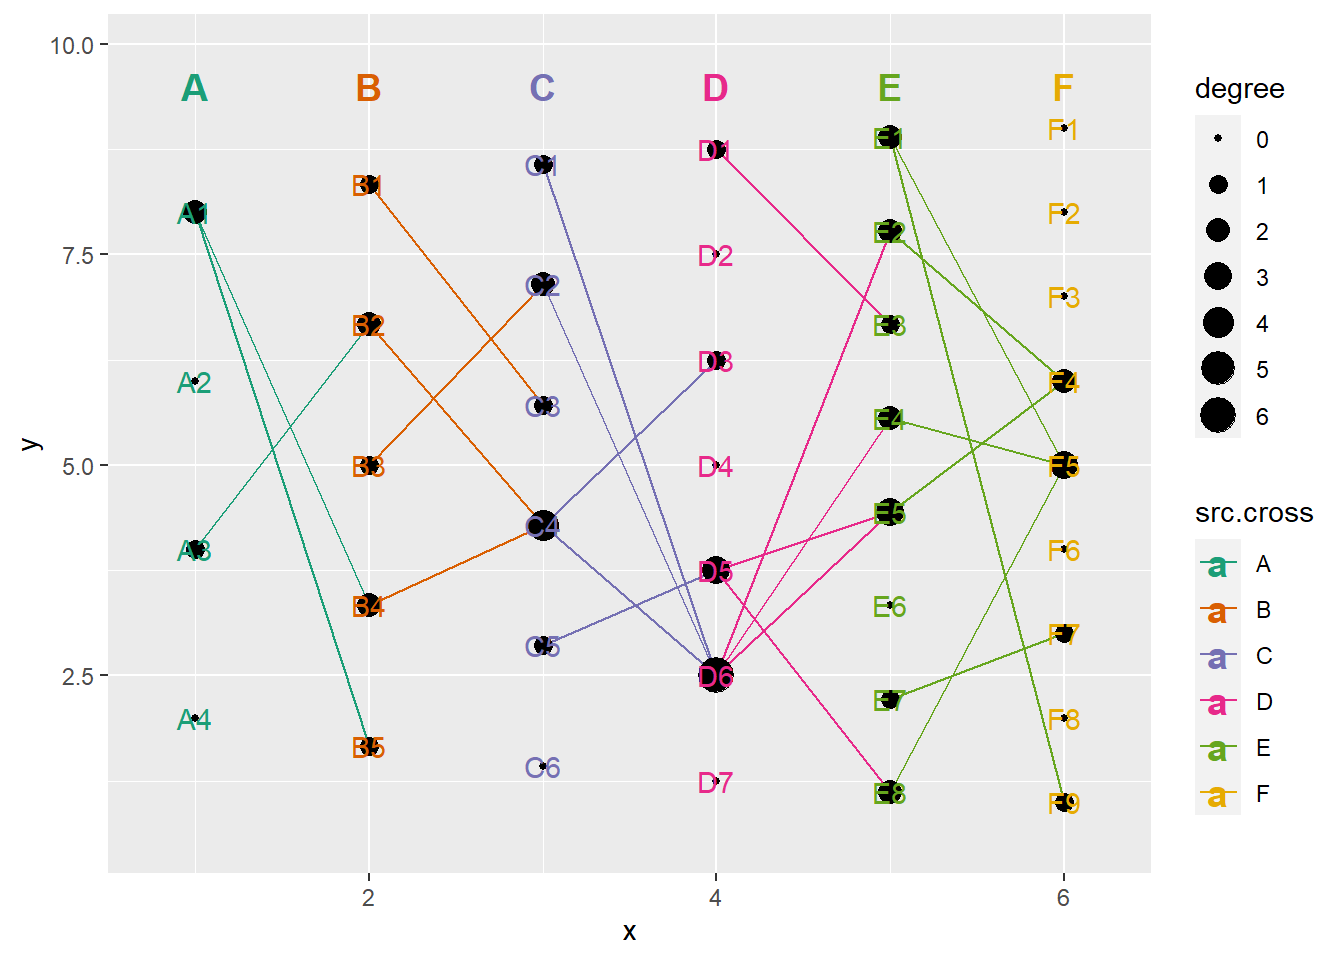 10.0
7.5
5.0
2.5
y
A B C D E F
A1
A2
A3
A4
B1
B2
B3
B4
B5
C1
C2
C3
C4
C5
C6
D1
D2
D3
D4
D5
D6
D7
E1
E2
E3
E4
E5
E6
E7
E8
F1
F2
F3
F4
F5
F6
F7
F8
F9
2 4 6
x
degree
0
1
2
3
4
5
6
src.cross
a A
a B
a C
a D
a E
a F